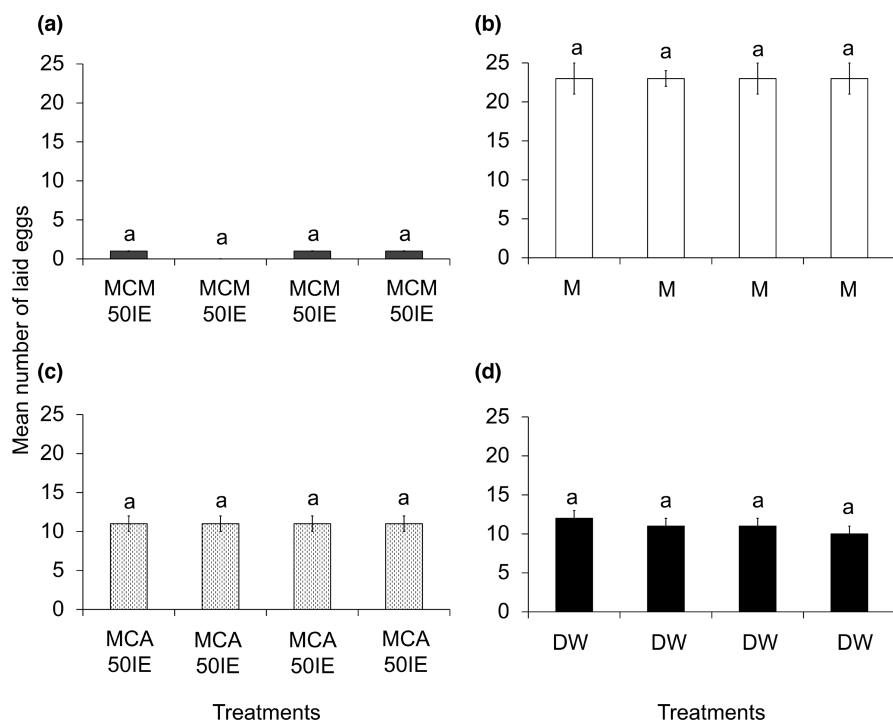 (a)
25
20
15
10
5
0
a a a a
MCM MCM MCM MCM
50IE 50IE 50IE 50IE
(b)
25
20
15
10
5
0
a a a a
M M M M
Mean number of laid eggs
(c)
25
20
15
10
5
0
a a a a
MCA MCA MCA MCA
50IE 50IE 50IE 50IE
Treatments
(d)
25
20
15
10
5
0
a a a a
DW DW DW DW
Treatments